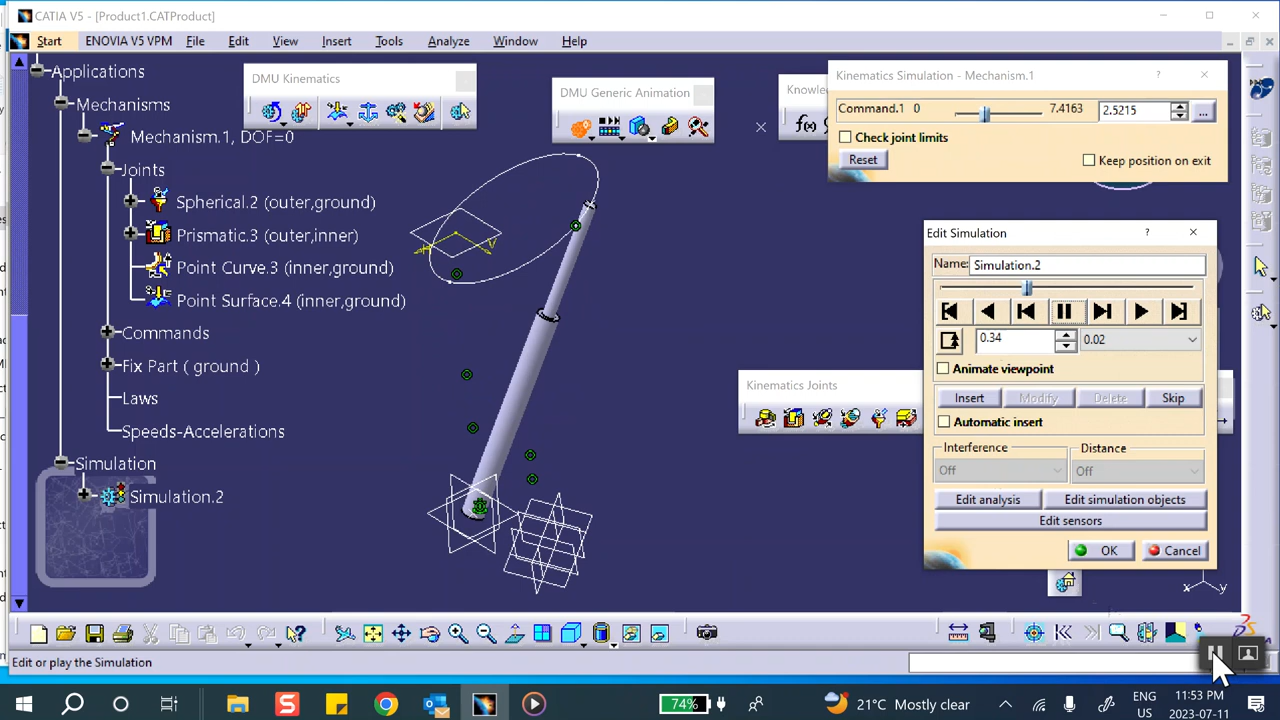 CATIA V5 - [Product1.CATProduct]
Start ENOVIA V5 VPM File Edit View Insert Tools Analyze Window Help
Applications
Mechanisms
Mechanism.1, DOF=0
Joints
Spherical.2 (outer,ground)
Prismatic.3 (outer,inner)
Point Curve.3 (inner,ground)
Point Surface.4 (inner,ground)
Commands
Fix Part ( ground )
Laws
Speeds-Accelerations
Simulation
Simulation.2
DMU Kinematics
DMU Generic Animation
f(x)
Kinematics Simulation - Mechanism.1 ?
Command.1 0 7.4163 2.5215 ...
Check joint limits
Reset Keep position on exit
Edit Simulation ?
Name: Simulation.2
0.34 0.02
Animate viewpoint
Insert Modify Delete Skip
Automatic insert
Interference Distance
Off Off
Edit analysis Edit simulation objects
Edit sensors
OK Cancel
Kinematics Joints
x y
Edit or play the Simulation
74% 21°C Mostly clear
ENG
US
11:53 PM
2023-07-11